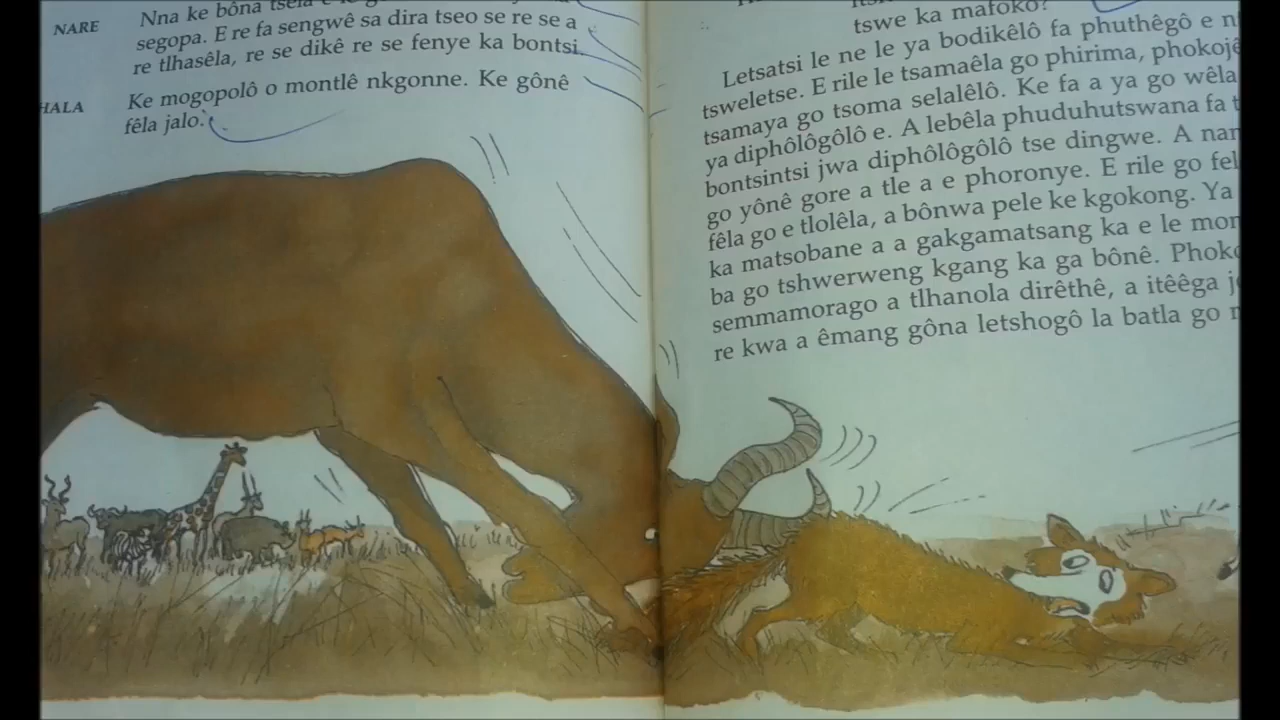 NARE
Nna ke bôna tsela
segopa. E re fa sengwê sa dira tseo se re se a
re tlhasêla, re se dikê re se fenye ka bontsi.
HALA
Ke mogopolô o montlê nkgonne. Ke gônê
fêla jalo.
tswe ka mafoko?
Letsatsi le ne le ya bodikêlô fa phuthêgô e
tsweletse. E rile le tsamaêla go phirima, phokojê
tsamaya go tsoma selalêlô. Ke fa a ya go wêla
ya diphôlôgôlô e. A lebêla phuduhutswana fa
bontsintsi jwa diphôlôgôlô tse dingwe. A
go yônê gore a tle a e phoronye. E rile go
fêla go e tlolêla, a bônwa pele ke kgokong. Ya
ka matsobane a a gakgamatsang ka e le
ba go tshwerweng kgang ka ga bônê.
semmamorago a tlhanola dirêthê, a itêêga
re kwa a êmang gôna letshogô la batla go